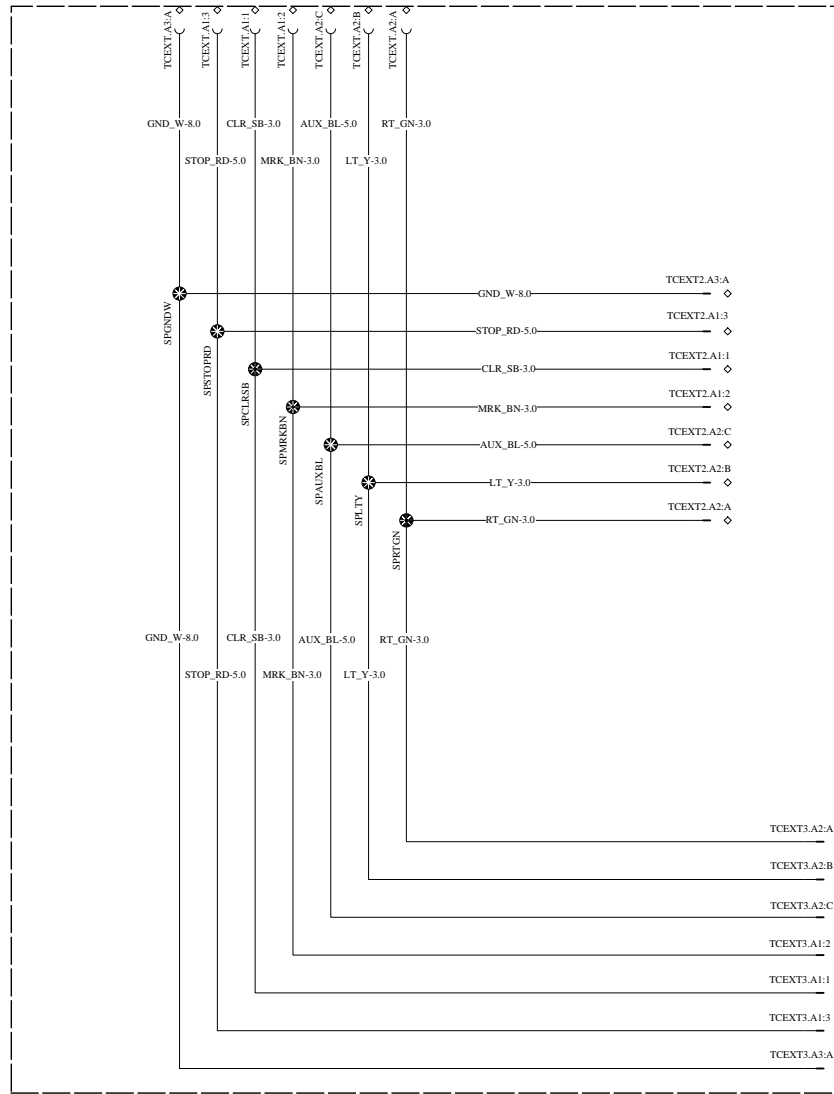 TCEXT.A3:A
TCEXT.A1:3
TCEXT.A1:1
TCEXT.A1:2
TCEXT.A2:C
TCEXT.A2:B
TCEXT.A2:A
GND_W-8.0
CLR_SB-3.0
AUX_BL-5.0
RT_GN-3.0
STOP_RD-5.0
MRK_BN-3.0
LT_Y-3.0
TCEXT2.A3:A
GND_W-8.0
SPGNDW
TCEXT2.A1:3
STOP_RD-5.0
SPSTOPRD
TCEXT2.A1:1
CLR_SB-3.0
SPCLRSB
TCEXT2.A1:2
MRK_BN-3.0
SPMRKBN
TCEXT2.A2:C
AUX_BL-5.0
SPAUXBL
TCEXT2.A2:B
LT_Y-3.0
SPLTY
TCEXT2.A2:A
RT_GN-3.0
SPRTGN
GND_W-8.0
CLR_SB-3.0
AUX_BL-5.0
RT_GN-3.0
STOP_RD-5.0
MRK_BN-3.0
LT_Y-3.0
TCEXT3.A2:A
TCEXT3.A2:B
TCEXT3.A2:C
TCEXT3.A1:2
TCEXT3.A1:1
TCEXT3.A1:3
TCEXT3.A3:A